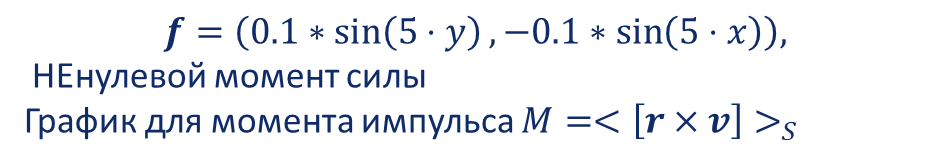 f = (0.1 * sin(5 · y) , −0.1 * sin(5 · x)),
НЕнулевой момент силы
График для момента импульса M =< [r × v] >S